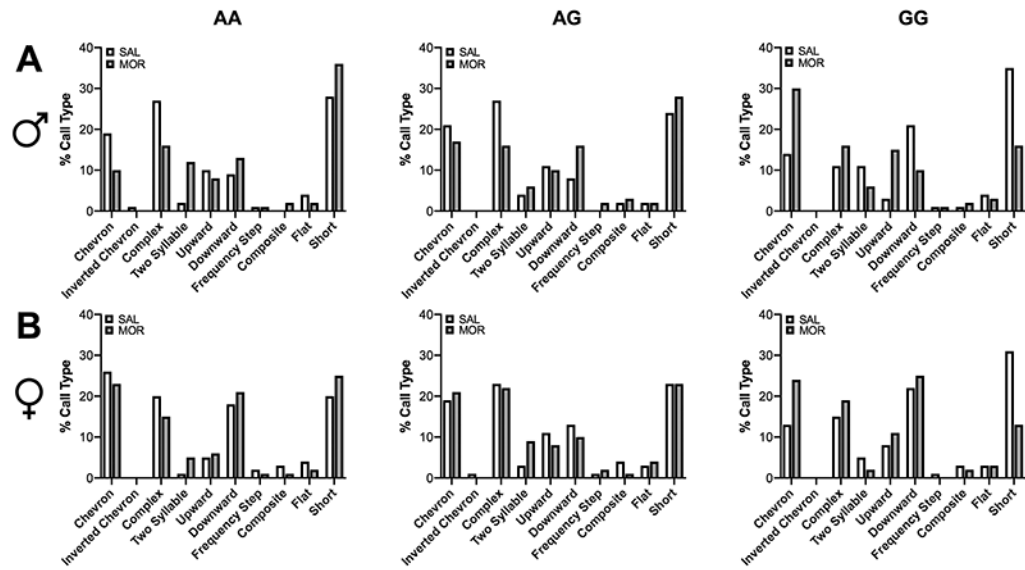 AA AG GG
A
♂
% Call Type
40
30
20
10
0
SAL
MOR
Chevron
Inverted Chevron
Complex
Two Syllable
Upward
Downward
Frequency Step
Composite
Flat
Short
% Call Type
40
30
20
10
0
SAL
MOR
Chevron
Inverted Chevron
Complex
Two Syllable
Upward
Downward
Frequency Step
Composite
Flat
Short
% Call Type
40
30
20
10
0
SAL
MOR
Chevron
Inverted Chevron
Complex
Two Syllable
Upward
Downward
Frequency Step
Composite
Flat
Short
B
♀
% Call Type
40
30
20
10
0
SAL
MOR
Chevron
Inverted Chevron
Complex
Two Syllable
Upward
Downward
Frequency Step
Composite
Flat
Short
% Call Type
40
30
20
10
0
SAL
MOR
Chevron
Inverted Chevron
Complex
Two Syllable
Upward
Downward
Frequency Step
Composite
Flat
Short
% Call Type
40
30
20
10
0
SAL
MOR
Chevron
Inverted Chevron
Complex
Two Syllable
Upward
Downward
Frequency Step
Composite
Flat
Short